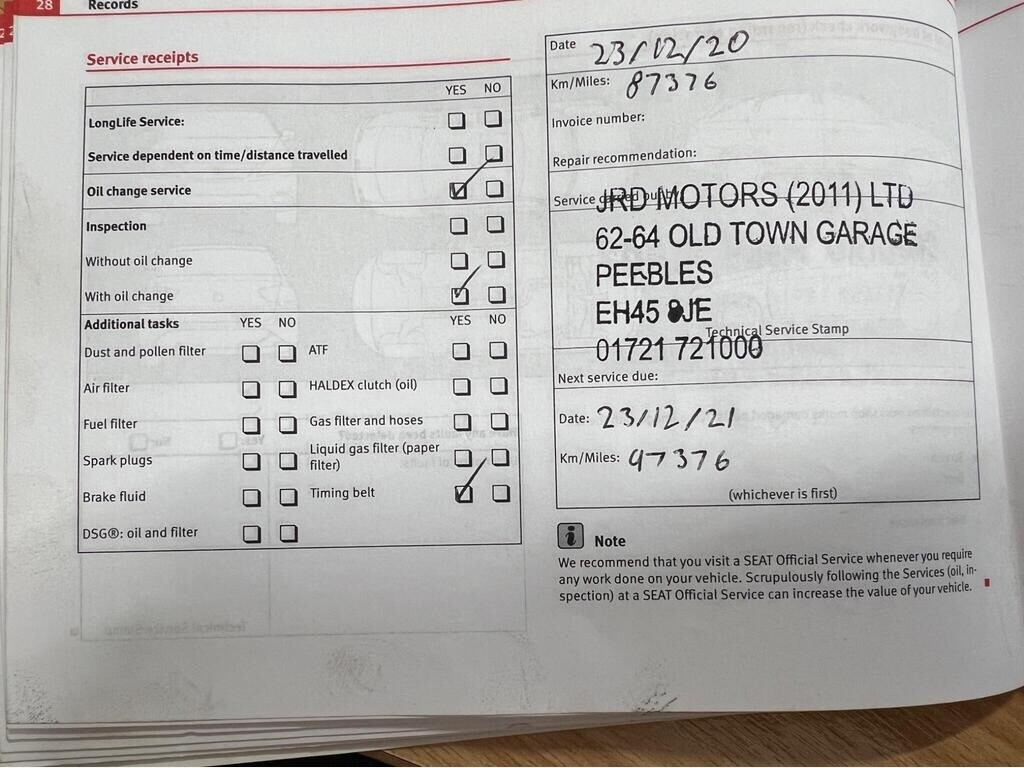 28 Records
Service receipts
YES NO
LongLife Service:
Service dependent on time/distance travelled
Oil change service
Inspection
Without oil change
With oil change
Additional tasks YES NO YES NO
Dust and pollen filter ATF
Air filter HALDEX clutch (oil)
Fuel filter Gas filter and hoses
Spark plugs Liquid gas filter (paper
filter)
Brake fluid Timing belt
DSG®: oil and filter
Date 23/12/20
Km/Miles: 87376
Invoice number:
Repair recommendation:
Service carried out by:
JRD MOTORS (2011) LTD
62-64 OLD TOWN GARAGE
PEEBLES
EH45 JE
Technical Service Stamp
01721 721000
Next service due:
Date: 23/12/21
Km/Miles: 97376
(whichever is first)
i Note
We recommend that you visit a SEAT Official Service whenever you require
any work done on your vehicle. Scrupulously following the Services (oil, in-
spection) at a SEAT Official Service can increase the value of your vehicle.